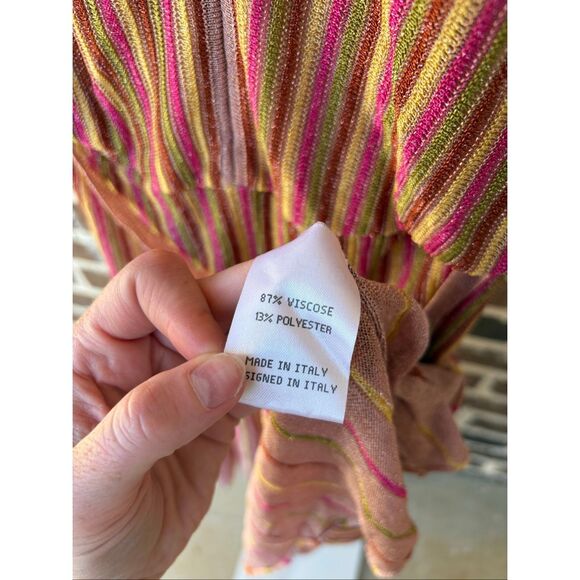 87% VISCOSE
13% POLYESTER
MADE IN ITALY
SIGNED IN ITALY